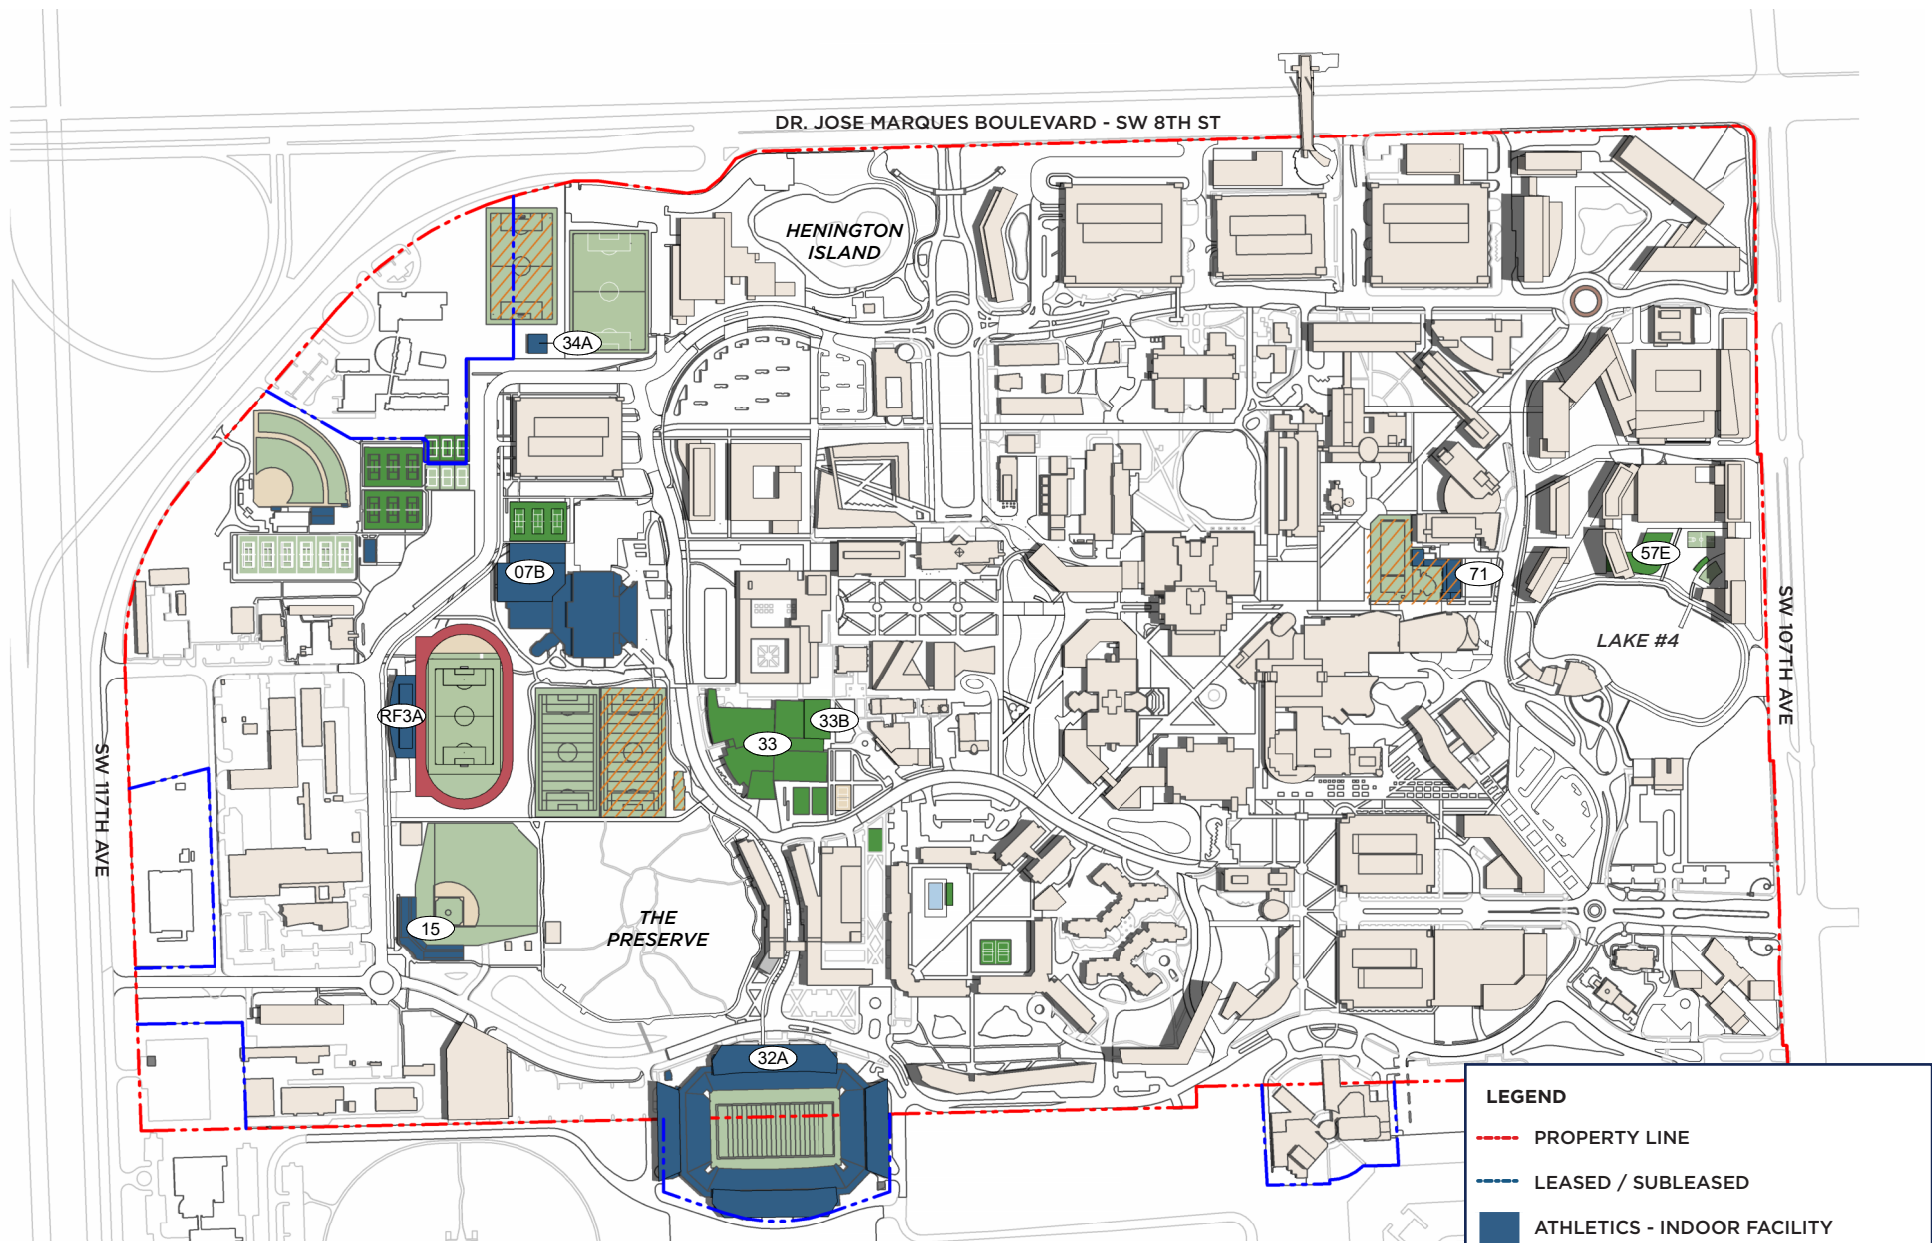 DR. JOSE MARQUES BOULEVARD - SW 8TH ST
HENINGTON
ISLAND
34A
07B
57E
71
SW 107TH AVE
LAKE #4
RF3A
33B
33
SW 117TH AVE
15
THE
PRESERVE
32A
LEGEND
PROPERTY LINE
LEASED / SUBLEASED
ATHLETICS - INDOOR FACILITY